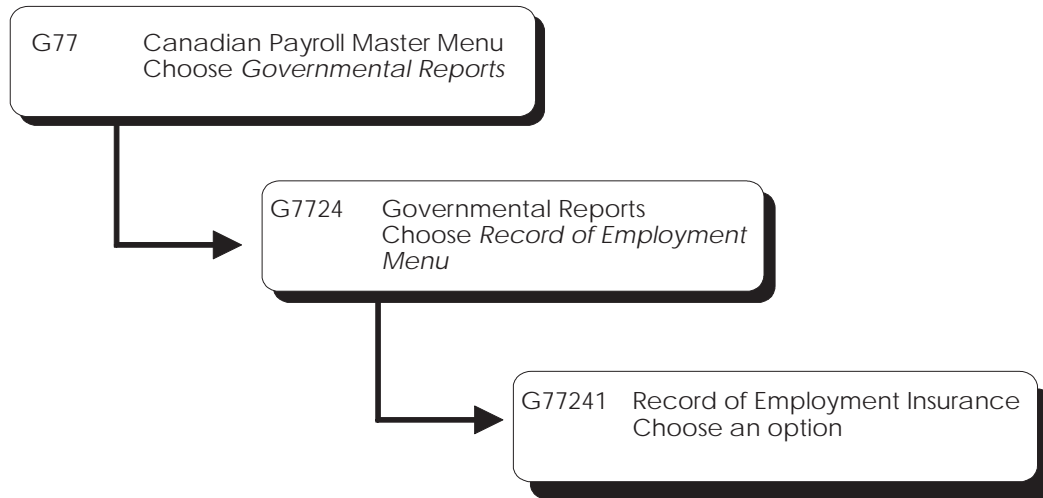 G77 Canadian Payroll Master Menu
Choose Governmental Reports
G7724 Governmental Reports
Choose Record of Employment
Menu
G77241 Record of Employment Insurance
Choose an option